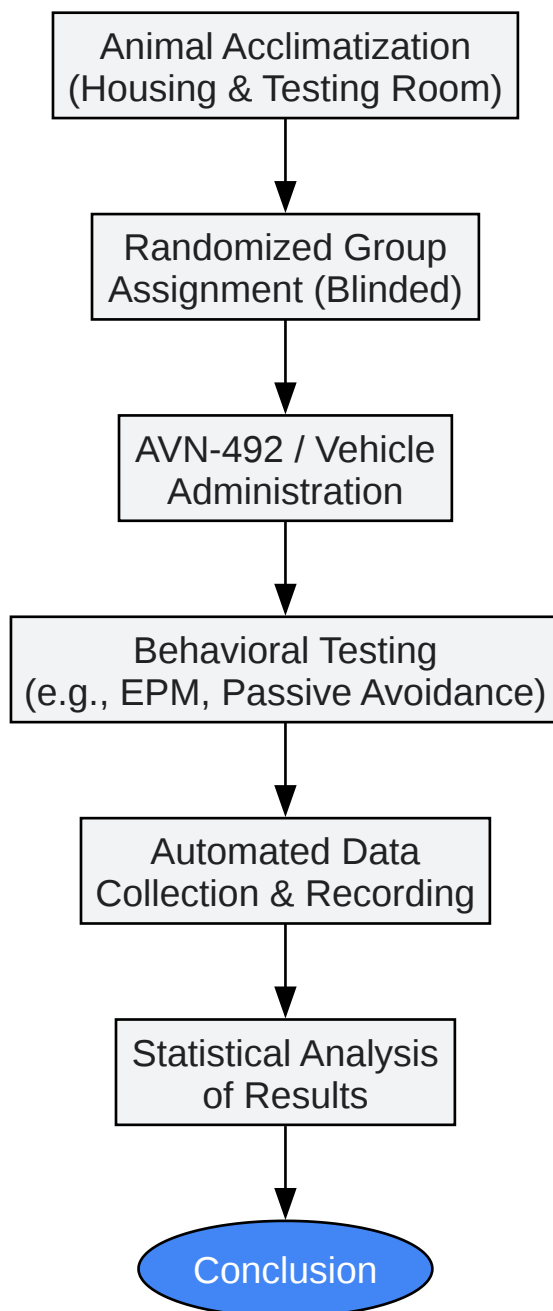 Animal Acclimatization
(Housing & Testing Room)
Randomized Group
Assignment (Blinded)
AVN-492 / Vehicle
Administration
Behavioral Testing
(e.g., EPM, Passive Avoidance)
Automated Data
Collection & Recording
Statistical Analysis
of Results
Conclusion